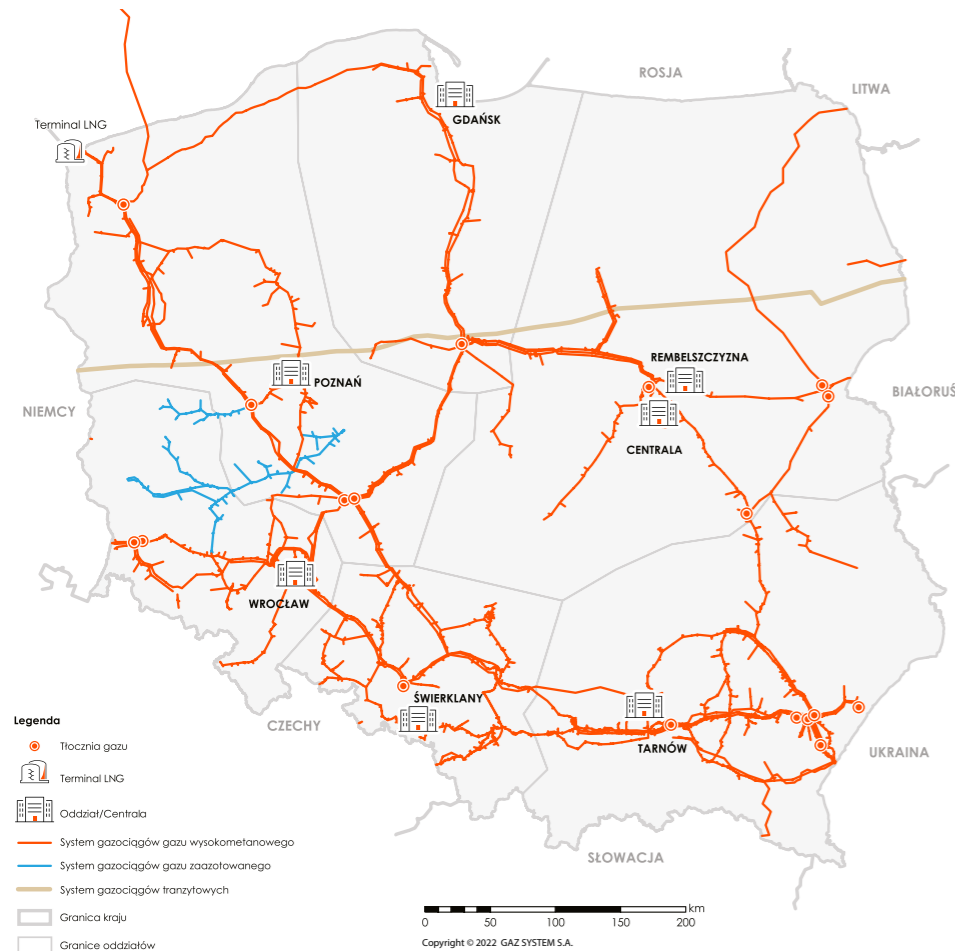 ROSJA
LITWA
GDAŃSK
Terminal LNG
REMBELSZCZYZNA
POZNAŃ
BIAŁORUŚ
NIEMCY
CENTRALA
WROCŁAW
ŚWIERKLANY
CZECHY
TARNÓW
UKRAINA
SŁOWACJA
Legenda
Tłocznia gazu
Terminal LNG
Oddział/Centrala
System gazociągów gazu wysokometanowego
System gazociągów gazu zaazotowanego
System gazociągów tranzytowych
Granica kraju
Granice oddziałów
km
0 50 100 150 200
Copyright © 2022 GAZ SYSTEM S.A.